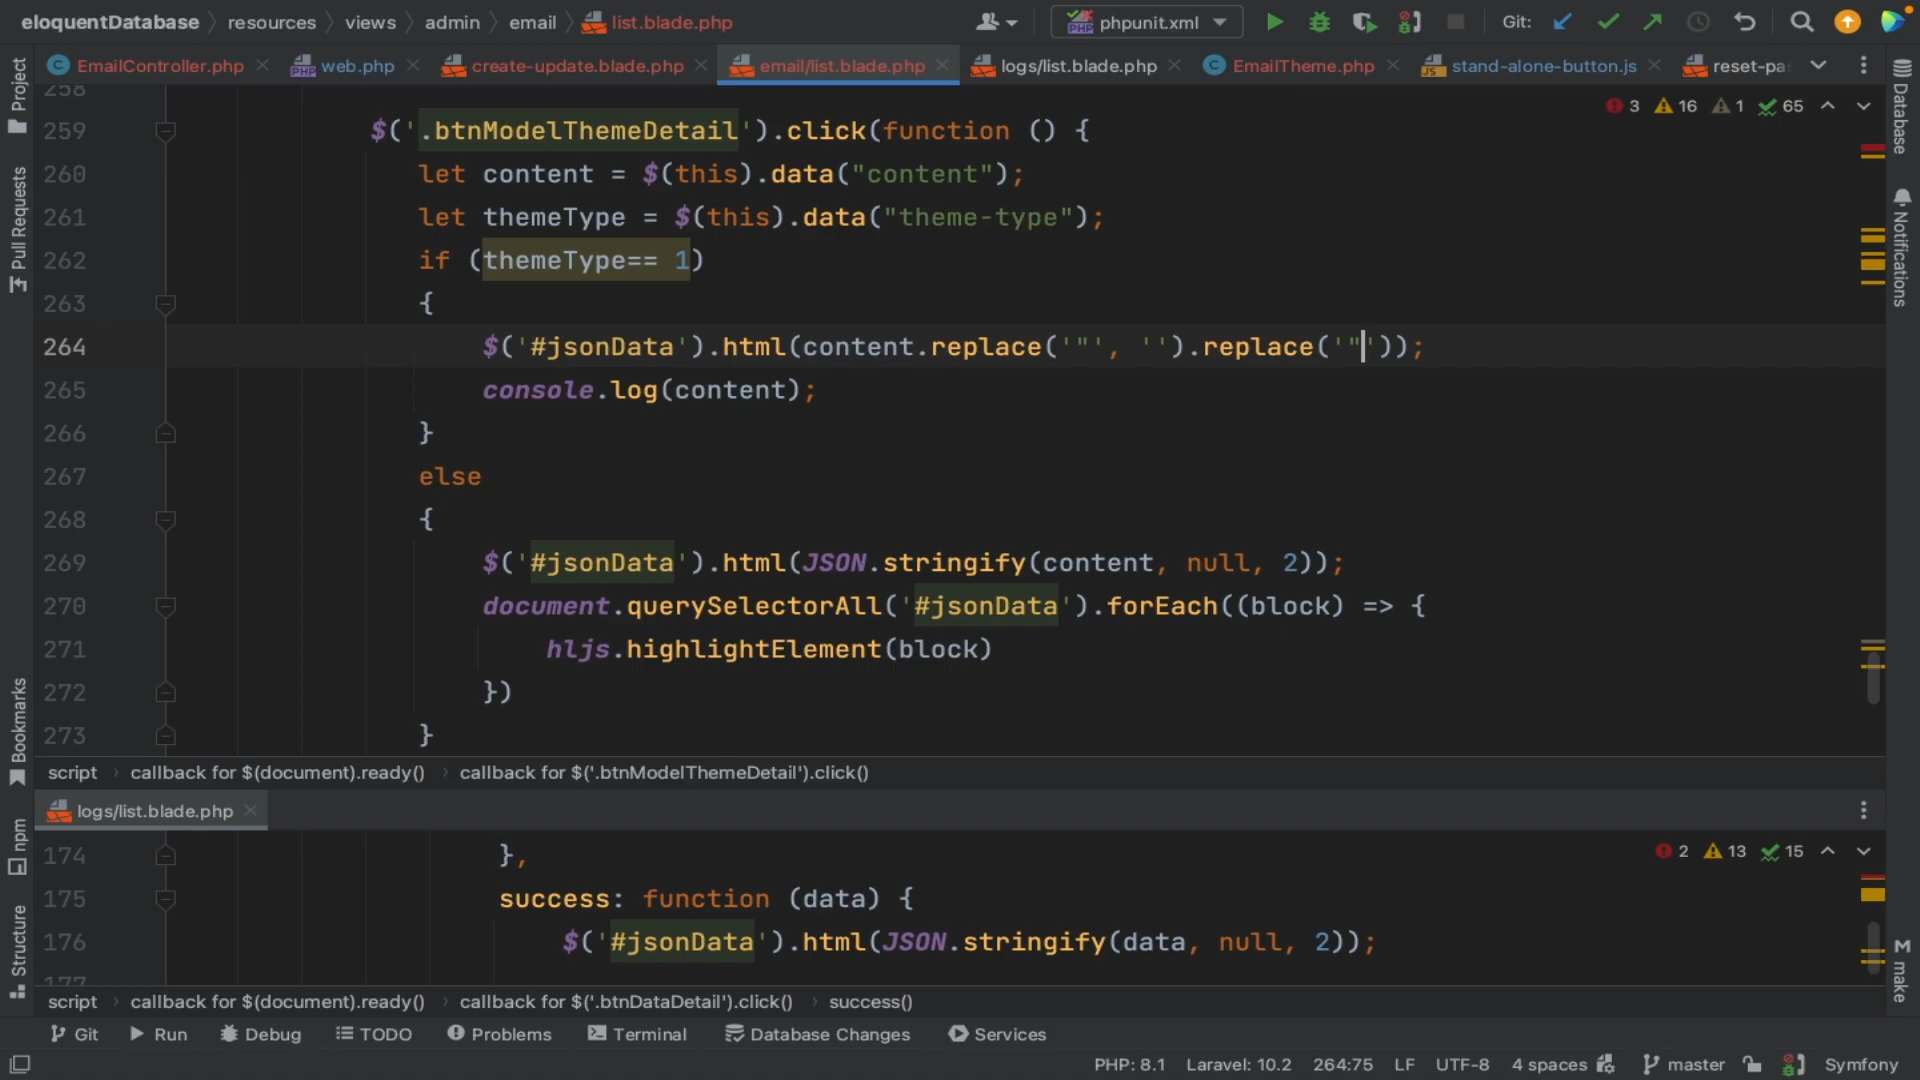 eloquentDatabase resources views admin email list.blade.php phpunit.xml Git:
EmailController.php web.php create-update.blade.php email/list.blade.php logs/list.blade.php EmailTheme.php stand-alone-button.js reset-pa
258
3 16 1 65
259 $('.btnModelThemeDetail').click(function () {
260 let content = $(this).data("content");
261 let themeType = $(this).data("theme-type");
262 if (themeType== 1)
263 {
264 $('#jsonData').html(content.replace('"', '').replace('"'));
265 console.log(content);
266 }
267 else
268 {
269 $('#jsonData').html(JSON.stringify(content, null, 2));
270 document.querySelectorAll('#jsonData').forEach((block) => {
271 hljs.highlightElement(block)
272 })
273 }
script callback for $(document).ready() callback for $('.btnModelThemeDetail').click()
logs/list.blade.php
174 },
2 13 15
175 success: function (data) {
176 $('#jsonData').html(JSON.stringify(data, null, 2));
177
script callback for $(document).ready() callback for $('.btnDataDetail').click() success()
Git Run Debug TODO Problems Terminal Database Changes Services
PHP: 8.1 Laravel: 10.2 264:75 LF UTF-8 4 spaces master Symfony
Project
Pull Requests
Bookmarks
npm
Structure
Database
Notifications
make